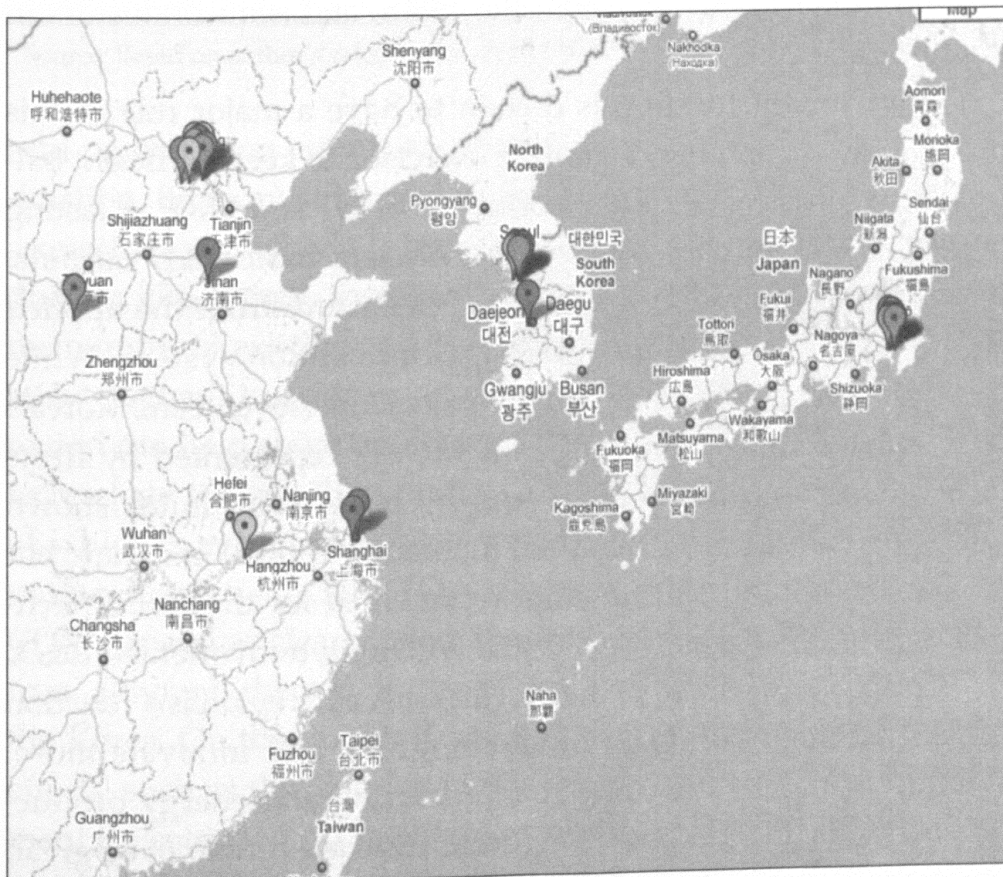 Map
(Владивосток)
Nakhodka
(Находка)
Shenyang
沈阳市
Huhehaote
呼和浩特市
Aomori
青森
Morioka
盛岡
Akita
秋田
North
Korea
Pyongyang
평양
Sendai
仙台
Shijiazhuang
石家庄市
Tianjin
天津市
Niigata
新潟
대한민국
South
Korea
日本
Japan
Nagano
長野
Fukushima
福島
济南市
Daejeon
대전
Daegu
대구
Fukui
福井
Tottori
鳥取
Nagoya
名古屋
Ōsaka
大阪
Zhengzhou
郑州市
Hiroshima
広島
Shizuoka
静岡
Gwangju
광주
Busan
부산
Wakayama
和歌山
Matsuyama
松山
Fukuoka
福岡
Hefei
合肥市
Nanjing
南京市
Miyazaki
宮崎
Kagoshima
鹿児島
Wuhan
武汉市
Shanghai
上海市
Hangzhou
杭州市
Nanchang
南昌市
Changsha
长沙市
Naha
那覇
Fuzhou
福州市
Taipei
台北市
台灣
Taiwan
Guangzhou
广州市